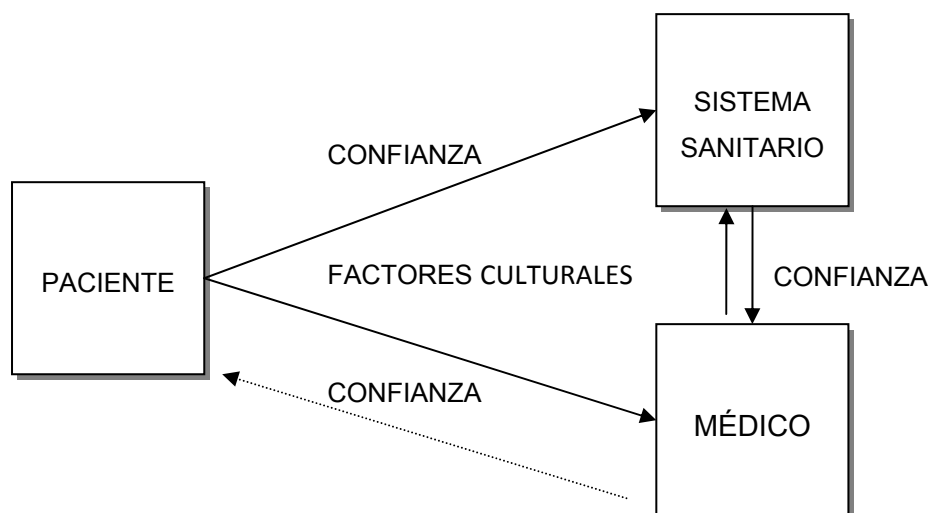 SISTEMA
SANITARIO
CONFIANZA
PACIENTE
FACTORES CULTURALES
CONFIANZA
CONFIANZA
MÉDICO